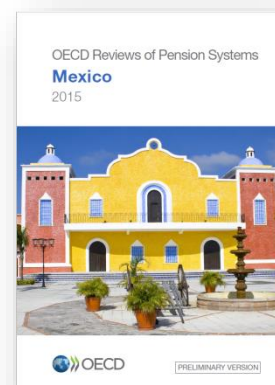 OECD Reviews of Pension Systems
Mexico
2015
OECD
PRELIMINARY VERSION